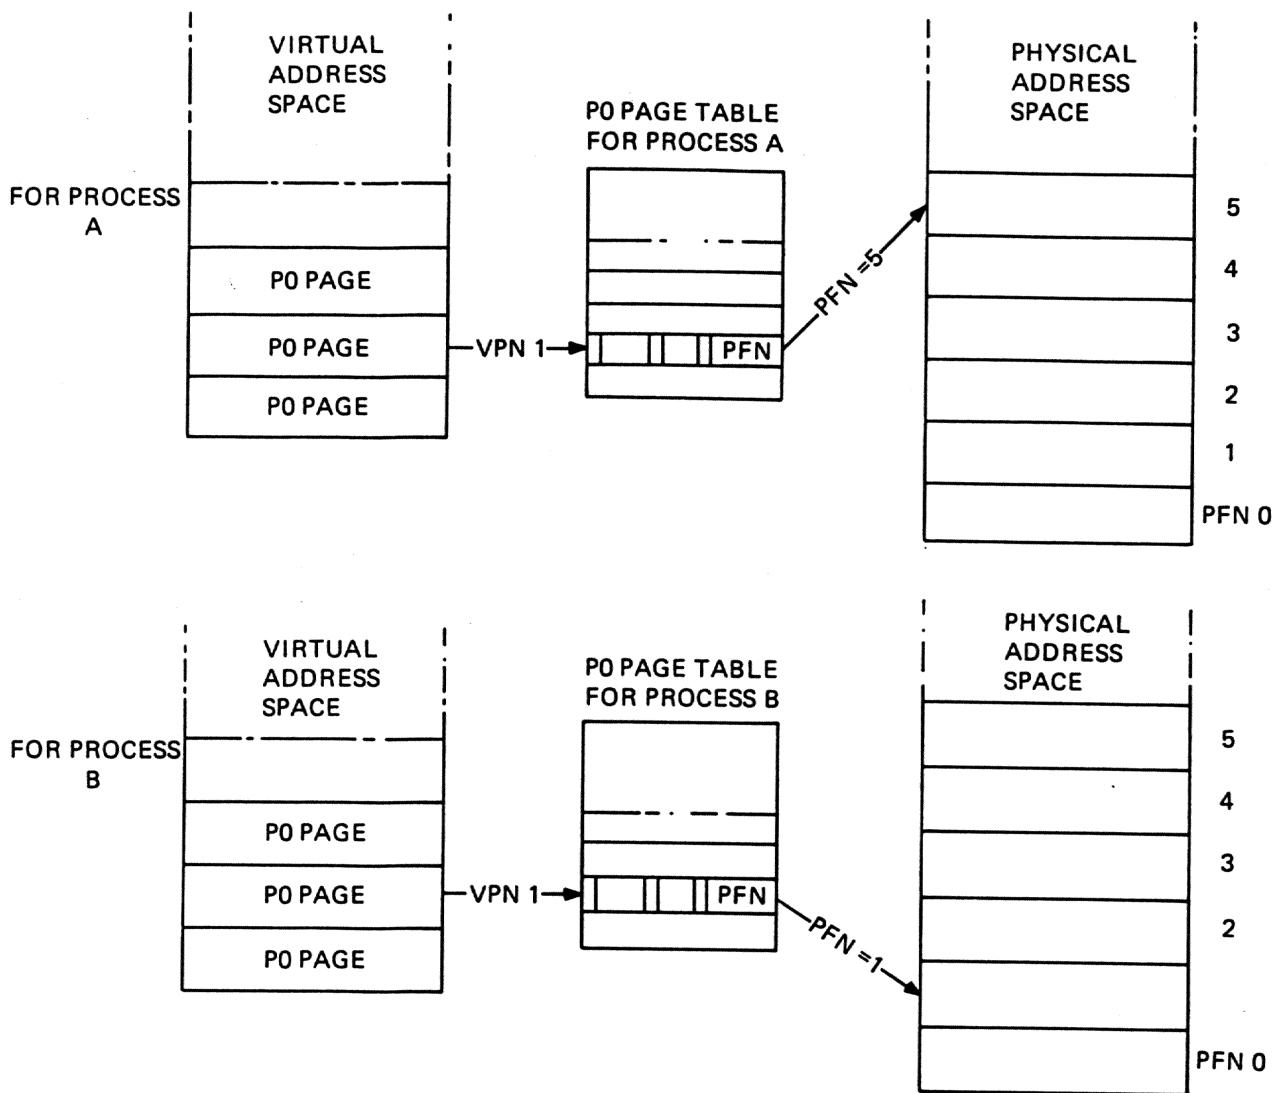 VIRTUAL
ADDRESS
SPACE
P0 PAGE TABLE
FOR PROCESS A
PHYSICAL
ADDRESS
SPACE
FOR PROCESS
A
P0 PAGE
P0 PAGE
P0 PAGE
VPN 1
PFN
PFN =5
5
4
3
2
1
PFN 0
VIRTUAL
ADDRESS
SPACE
P0 PAGE TABLE
FOR PROCESS B
PHYSICAL
ADDRESS
SPACE
FOR PROCESS
B
P0 PAGE
P0 PAGE
P0 PAGE
VPN 1
PFN
PFN =1
5
4
3
2
PFN 0